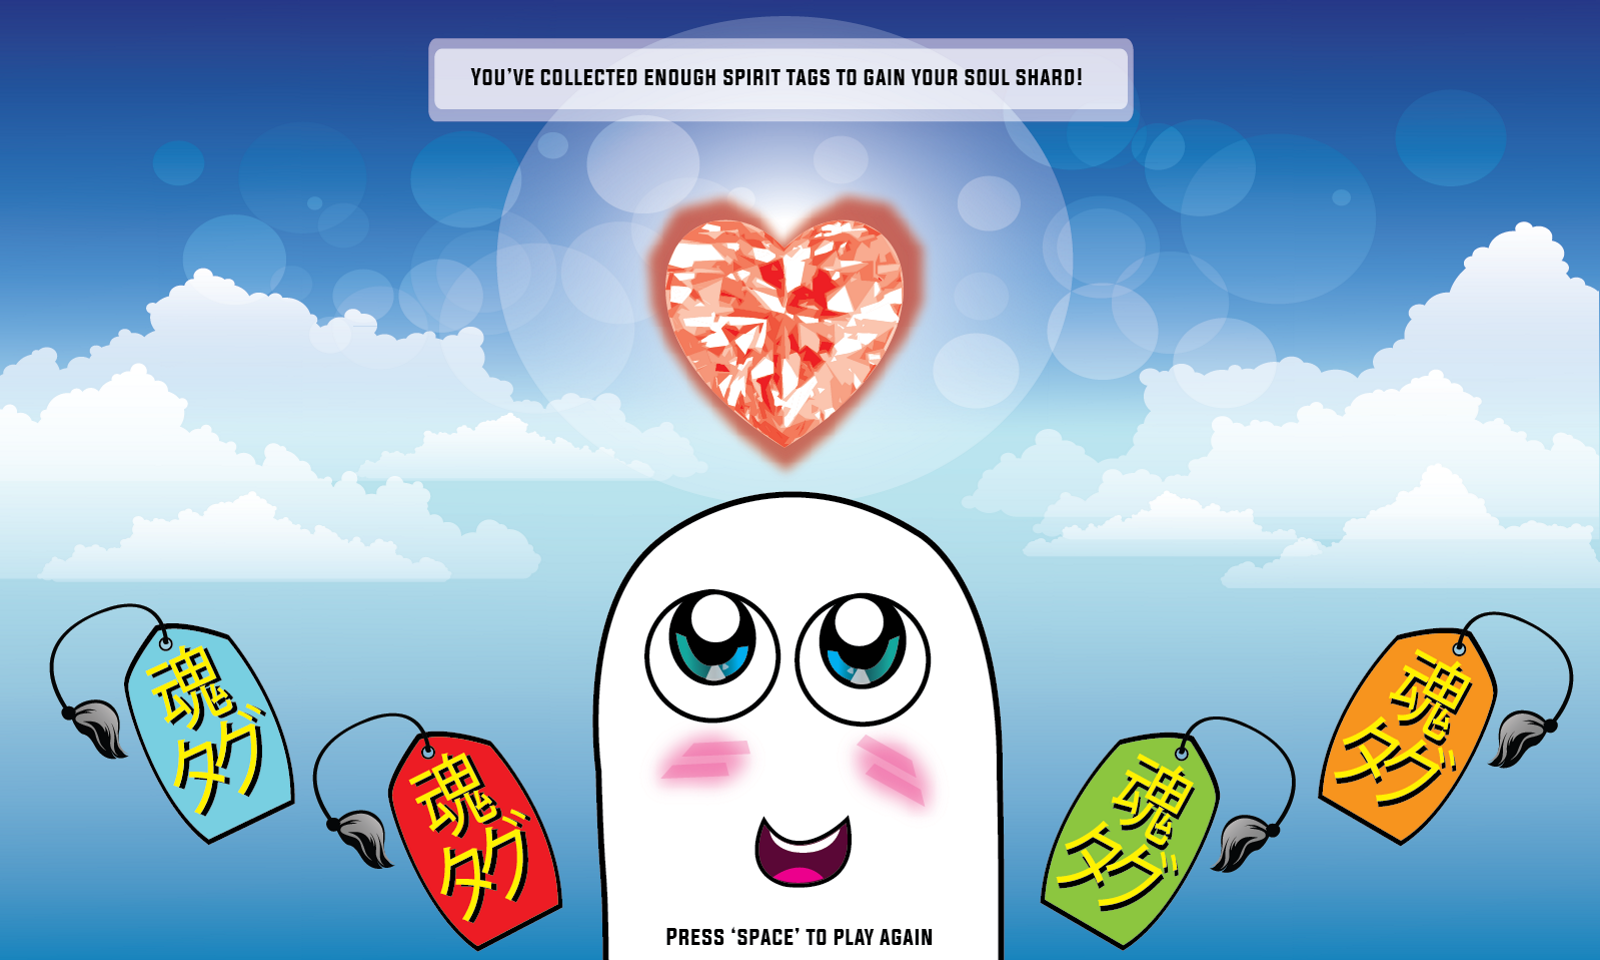 YOU'VE COLLECTED ENOUGH SPIRIT TAGS TO GAIN YOUR SOUL SHARD!
魂
タグ
魂
タグ
魂
タグ
魂
タグ
PRESS ‘SPACE’ TO PLAY AGAIN